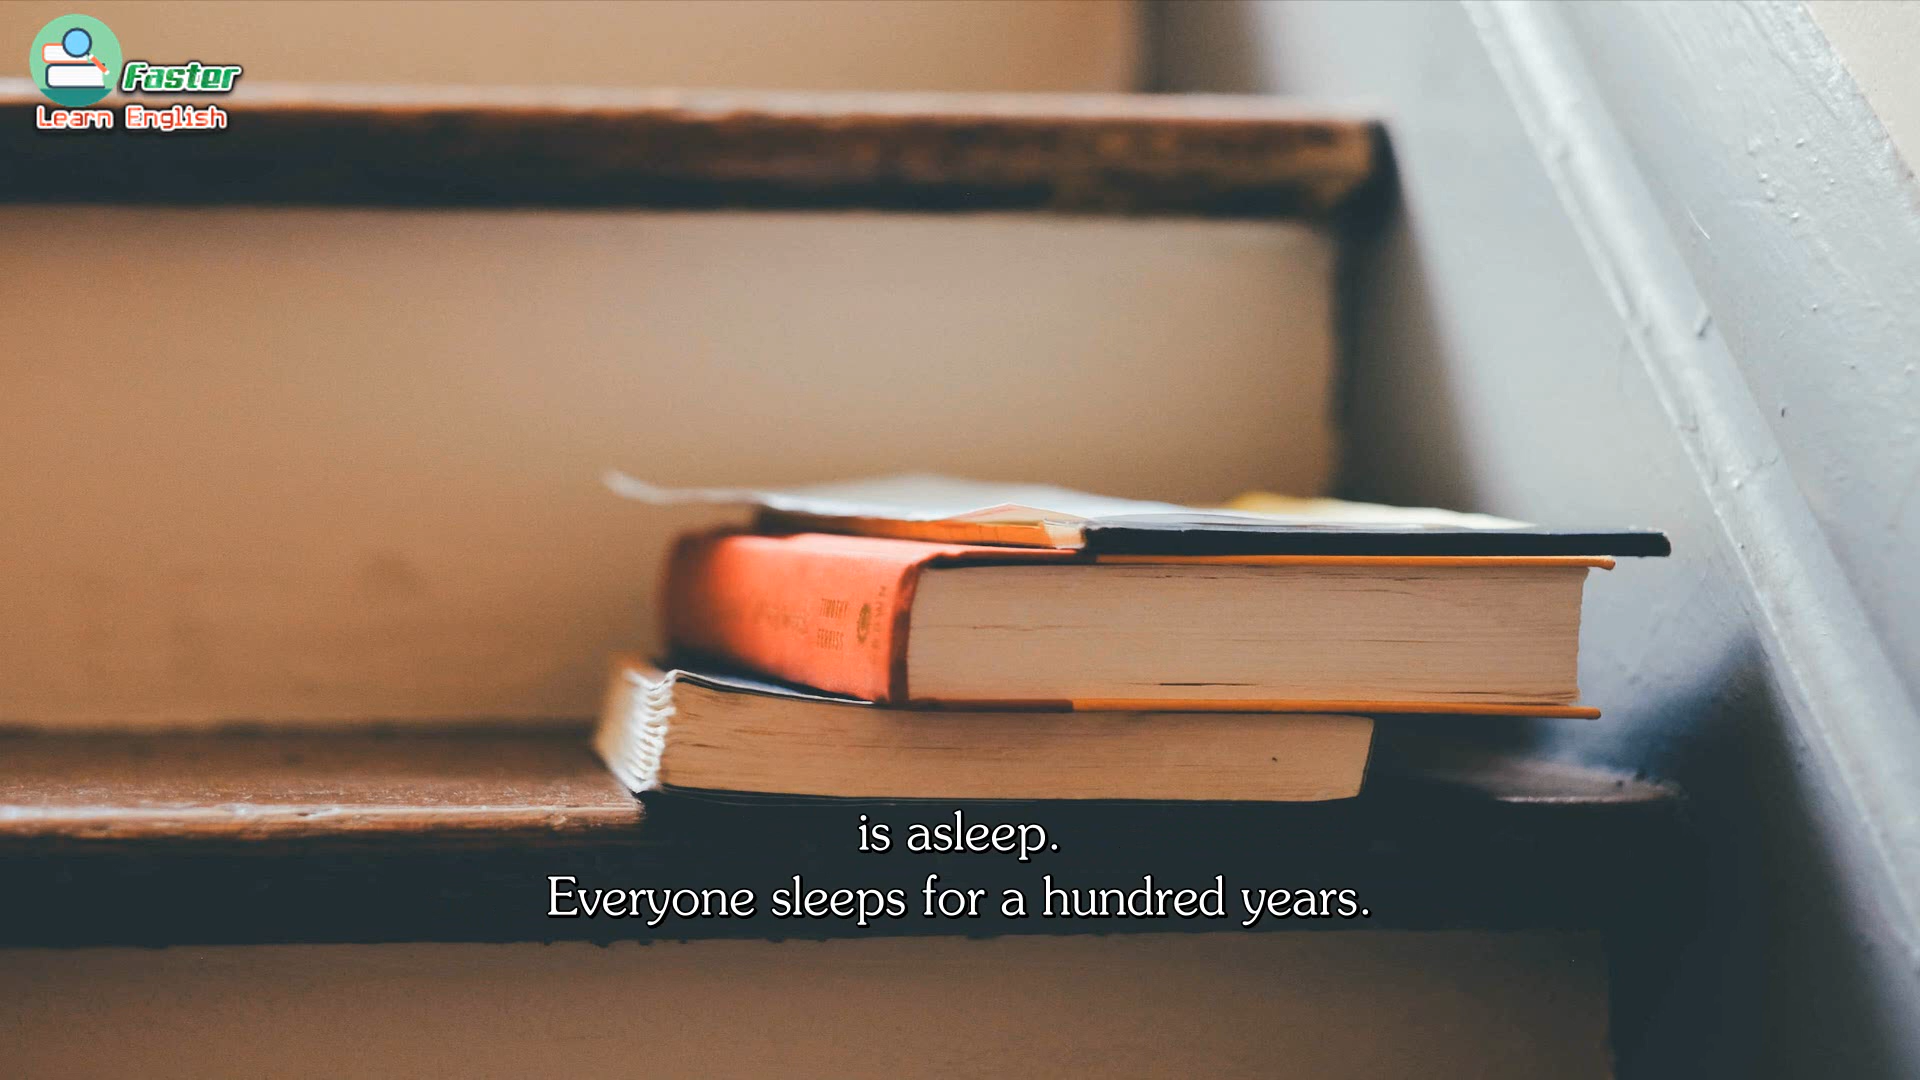 Faster
Learn English
is asleep.
Everyone sleeps for a hundred years.